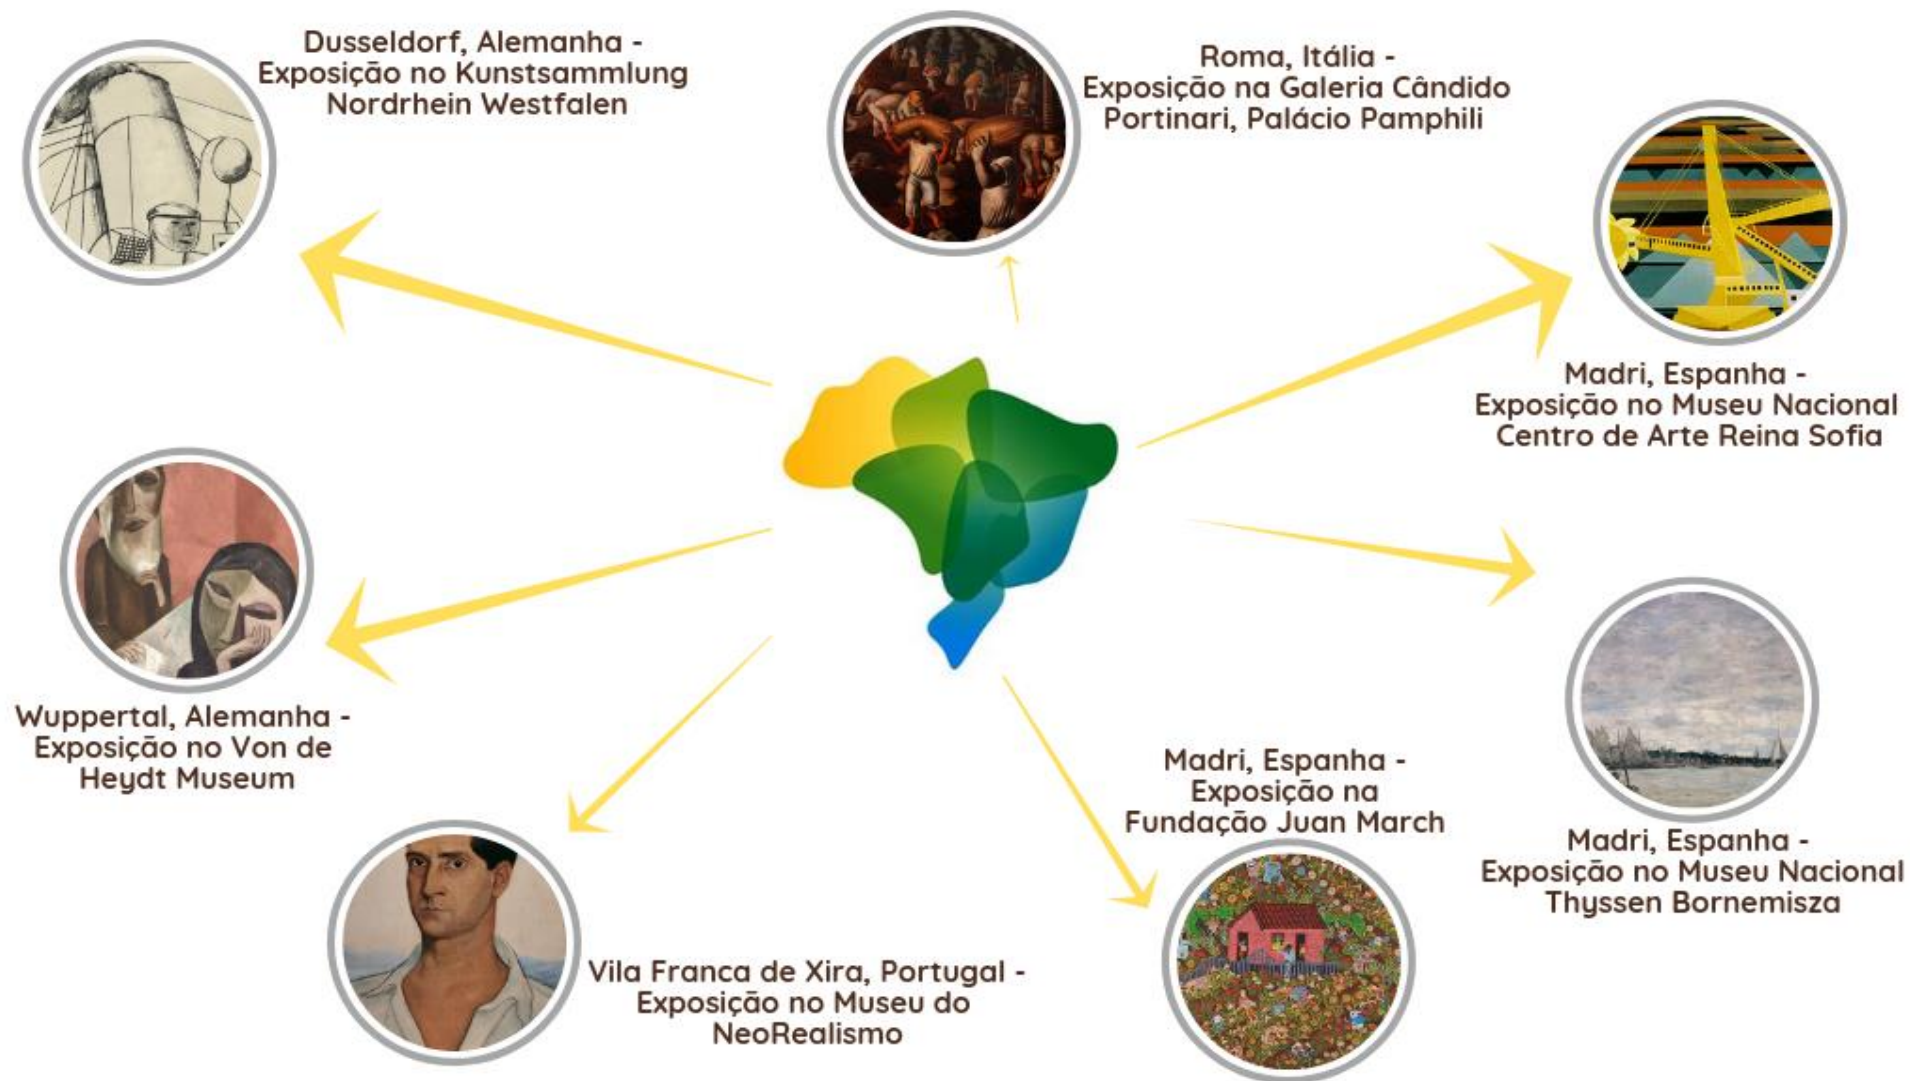 Dusseldorf, Alemanha -
Exposição no Kunstsammlung
Nordrhein Westfalen
Roma, Itália -
Exposição na Galeria Cândido
Portinari, Palácio Pamphili
Madri, Espanha -
Exposição no Museu Nacional
Centro de Arte Reina Sofia
Wuppertal, Alemanha -
Exposição no Von de
Heydt Museum
Madri, Espanha -
Exposição na
Fundação Juan March
Madri, Espanha -
Exposição no Museu Nacional
Thyssen Bornemisza
Vila Franca de Xira, Portugal -
Exposição no Museu do
NeoRealismo